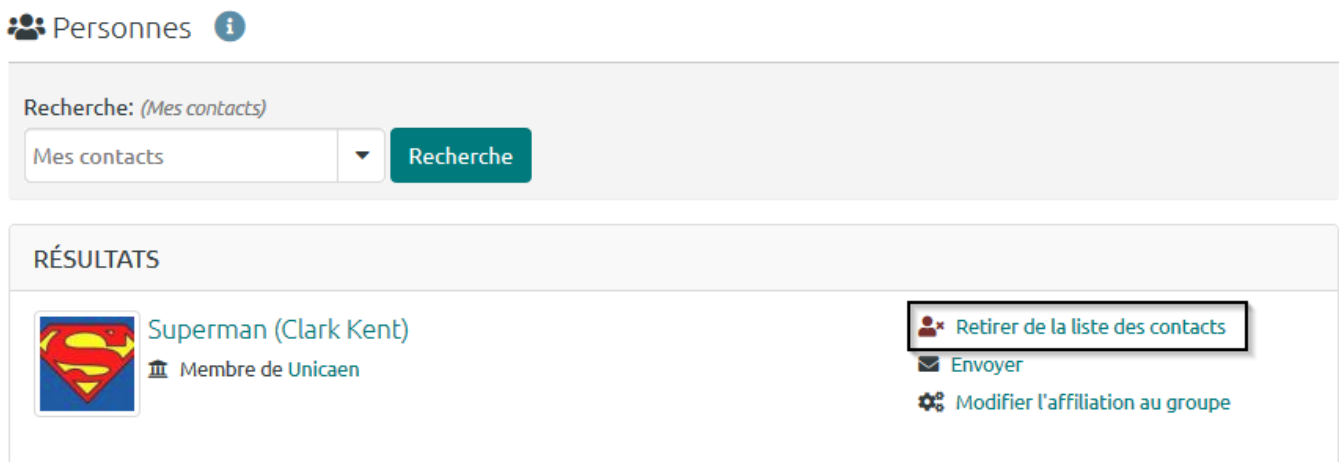 Personnes
Recherche: (Mes contacts)
Mes contacts
Recherche
RÉSULTATS
Superman (Clark Kent)
Retirer de la liste des contacts
Membre de Unicaen
Envoyer
Modifier l'affiliation au groupe